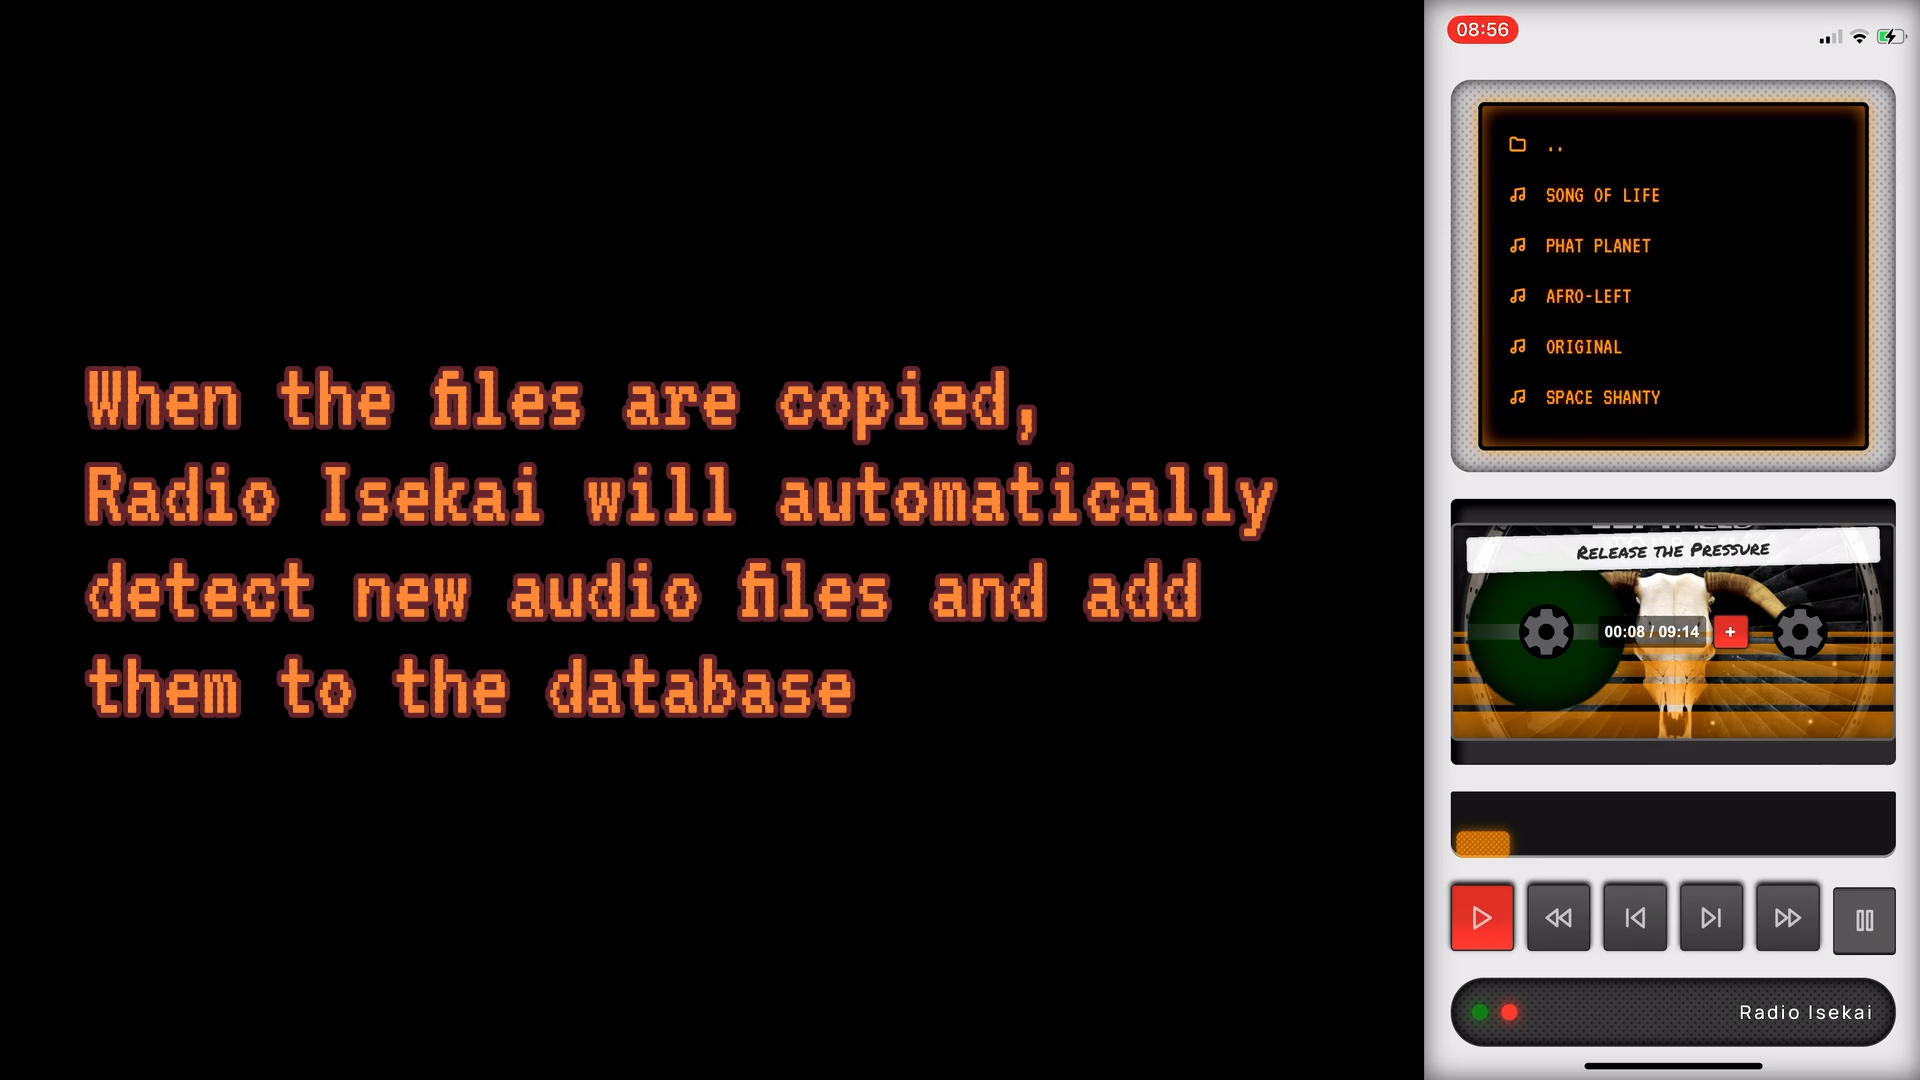 When the files are copied,
Radio Isekai will automatically
detect new audio files and add
them to the database
08:56
..
SONG OF LIFE
PHAT PLANET
AFRO-LEFT
ORIGINAL
SPACE SHANTY
Release the Pressure
00:08 / 09:14
+
Radio Isekai